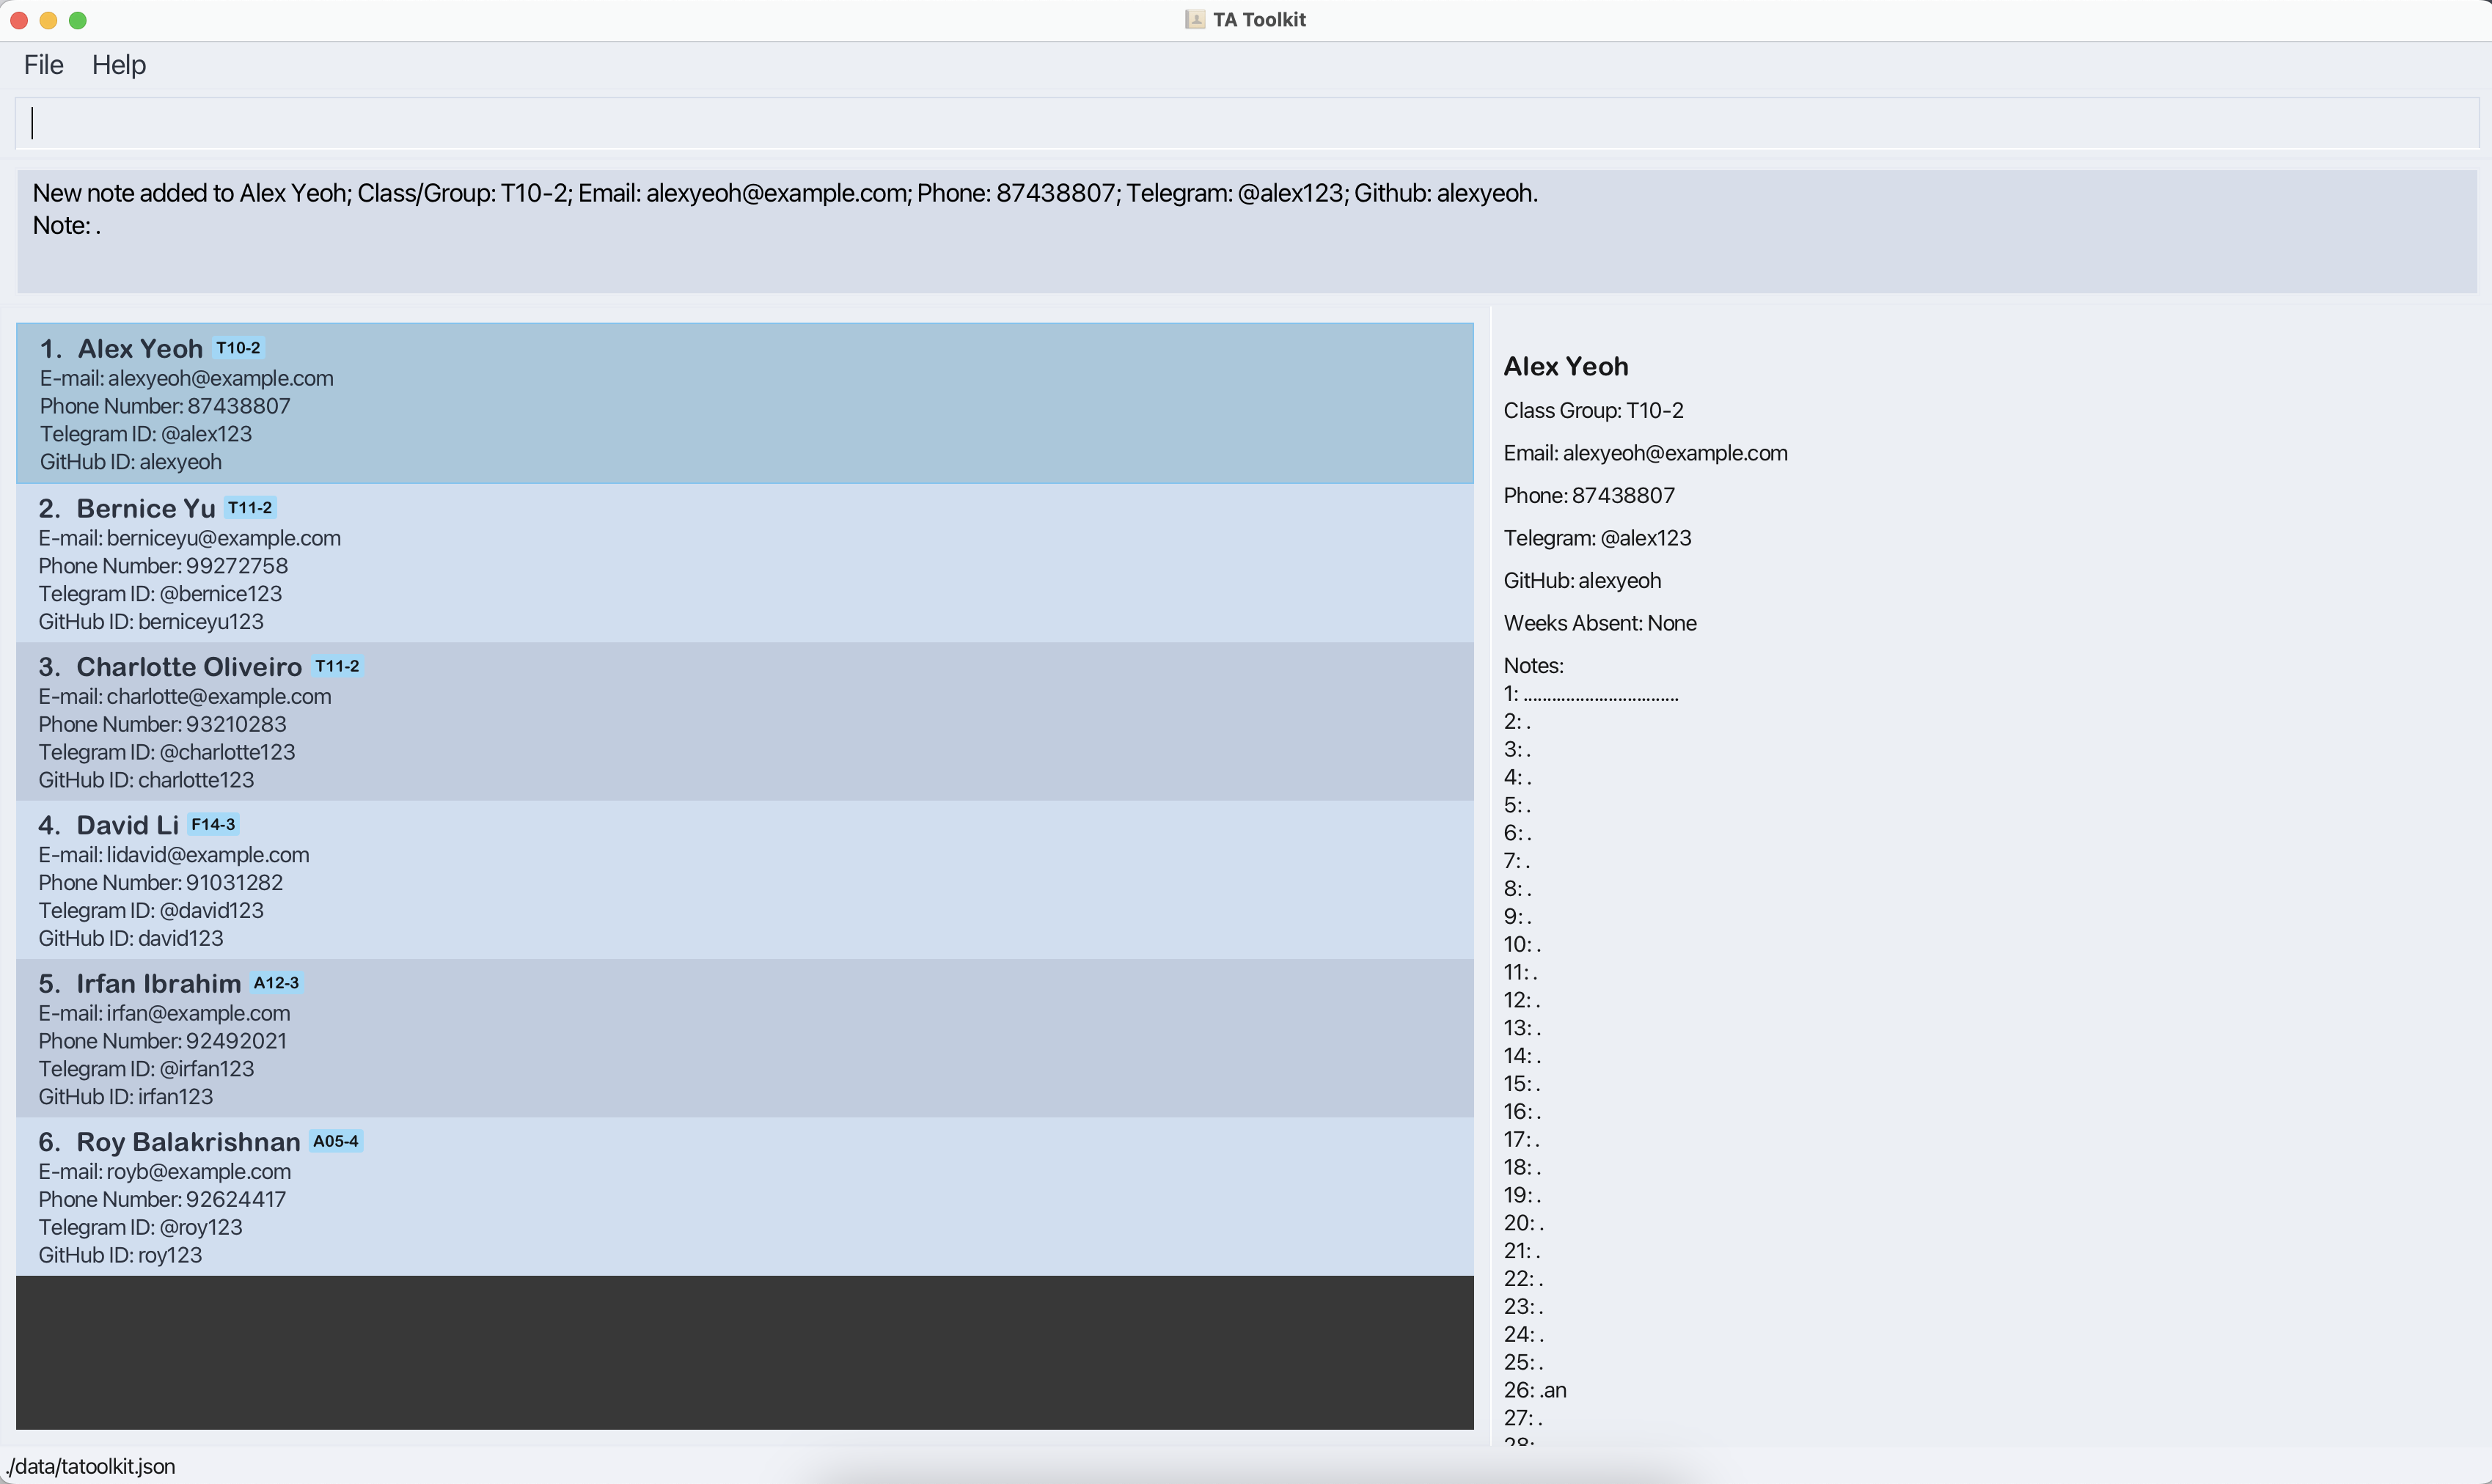 TA Toolkit
File Help
New note added to Alex Yeoh; Class/Group: T10-2; Email: alexyeoh@example.com; Phone: 87438807; Telegram: @alex123; Github: alexyeoh.
Note: .
1. Alex Yeoh T10-2
E-mail: alexyeoh@example.com
Phone Number: 87438807
Telegram ID: @alex123
GitHub ID: alexyeoh
2. Bernice Yu T11-2
E-mail: berniceyu@example.com
Phone Number: 99272758
Telegram ID: @bernice123
GitHub ID: berniceyu123
3. Charlotte Oliveiro T11-2
E-mail: charlotte@example.com
Phone Number: 93210283
Telegram ID: @charlotte123
GitHub ID: charlotte123
4. David Li F14-3
E-mail: lidavid@example.com
Phone Number: 91031282
Telegram ID: @david123
GitHub ID: david123
5. Irfan Ibrahim A12-3
E-mail: irfan@example.com
Phone Number: 92492021
Telegram ID: @irfan123
GitHub ID: irfan123
6. Roy Balakrishnan A05-4
E-mail: royb@example.com
Phone Number: 92624417
Telegram ID: @roy123
GitHub ID: roy123
Alex Yeoh
Class Group: T10-2
Email: alexyeoh@example.com
Phone: 87438807
Telegram: @alex123
GitHub: alexyeoh
Weeks Absent: None
Notes:
1: .................................
2: .
3: .
4: .
5: .
6: .
7: .
8: .
9: .
10: .
11: .
12: .
13: .
14: .
15: .
16: .
17: .
18: .
19: .
20: .
21: .
22: .
23: .
24: .
25: .
26: .an
27: .
28:
./data/tatoolkit.json